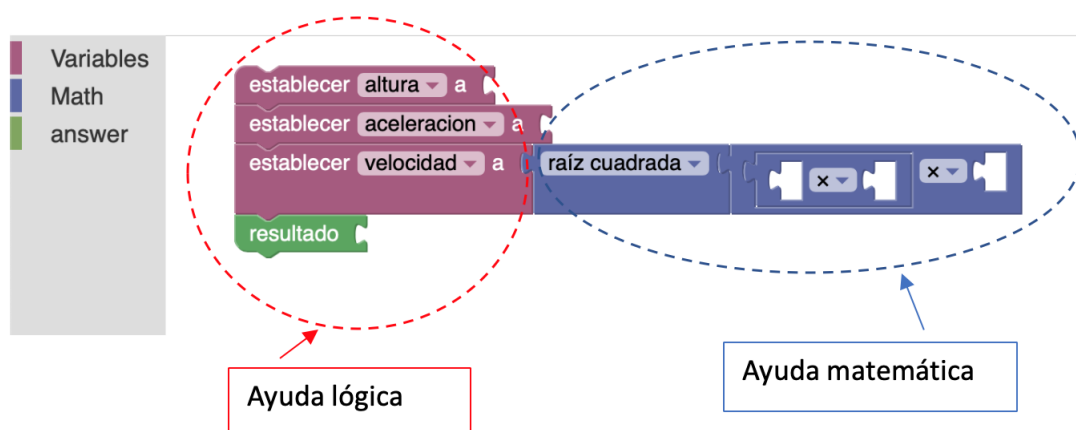 Variables
Math
answer
establecer altura a
establecer aceleracion a
establecer velocidad a raíz cuadrada × ×
resultado
Ayuda lógica
Ayuda matemática